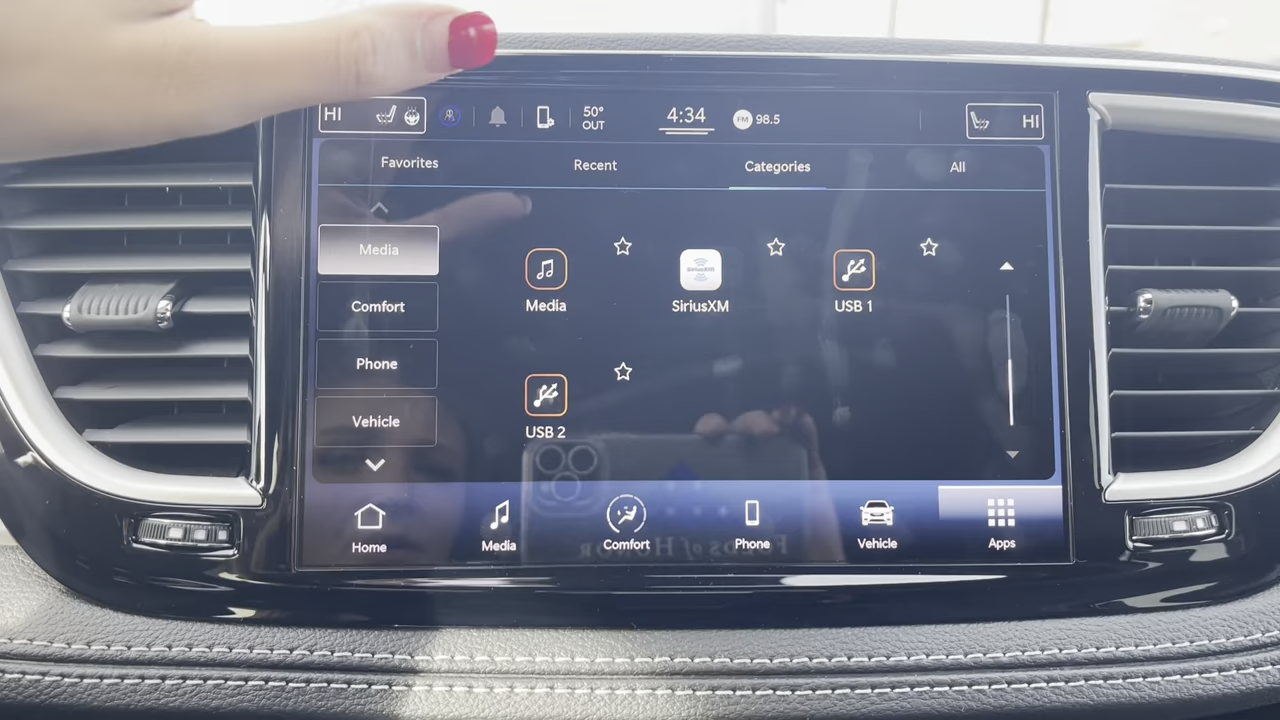 HI
50°
OUT
4:34
FM 98.5
HI
Favorites
Recent
Categories
All
Media
Comfort
Phone
Vehicle
Media
SiriusXM
SiriusXM
USB 1
USB 2
Home
Media
Comfort
Phone
Vehicle
Apps